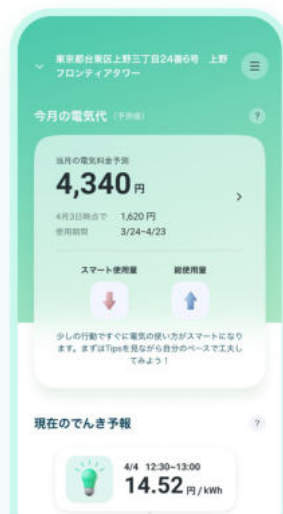 東京都台東区上野三丁目24番6号 上野
フロンティアタワー
今月の電気代 (予測値) ?
当月の電気料金予測
4,340 円
4月3日時点で 1,620 円
使用期間 3/24~4/23
スマート使用量 総使用量
少しの行動ですぐに電気の使い方がスマートになり
ます。まずはTipsを見ながら自分のペースで工夫し
てみよう！
現在のでんき予報 ?
4/4 12:30~13:00
14.52 円/kWh